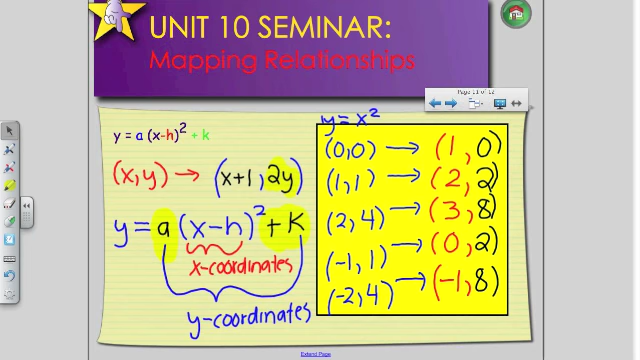 UNIT 10 SEMINAR:
Mapping Relationships
Page 11 of 12
y = a (x-h)² + k
(x,y) → (x+1, 2y)
y = a (x-h)² + K
x-coordinates
y-coordinates
y = x²
(0,0) → (1, 0)
(1,1) → (2, 2)
(2,4) → (3, 8)
(-1, 1) → (0, 2)
(-2,4) → (-1, 8)
Extend Page